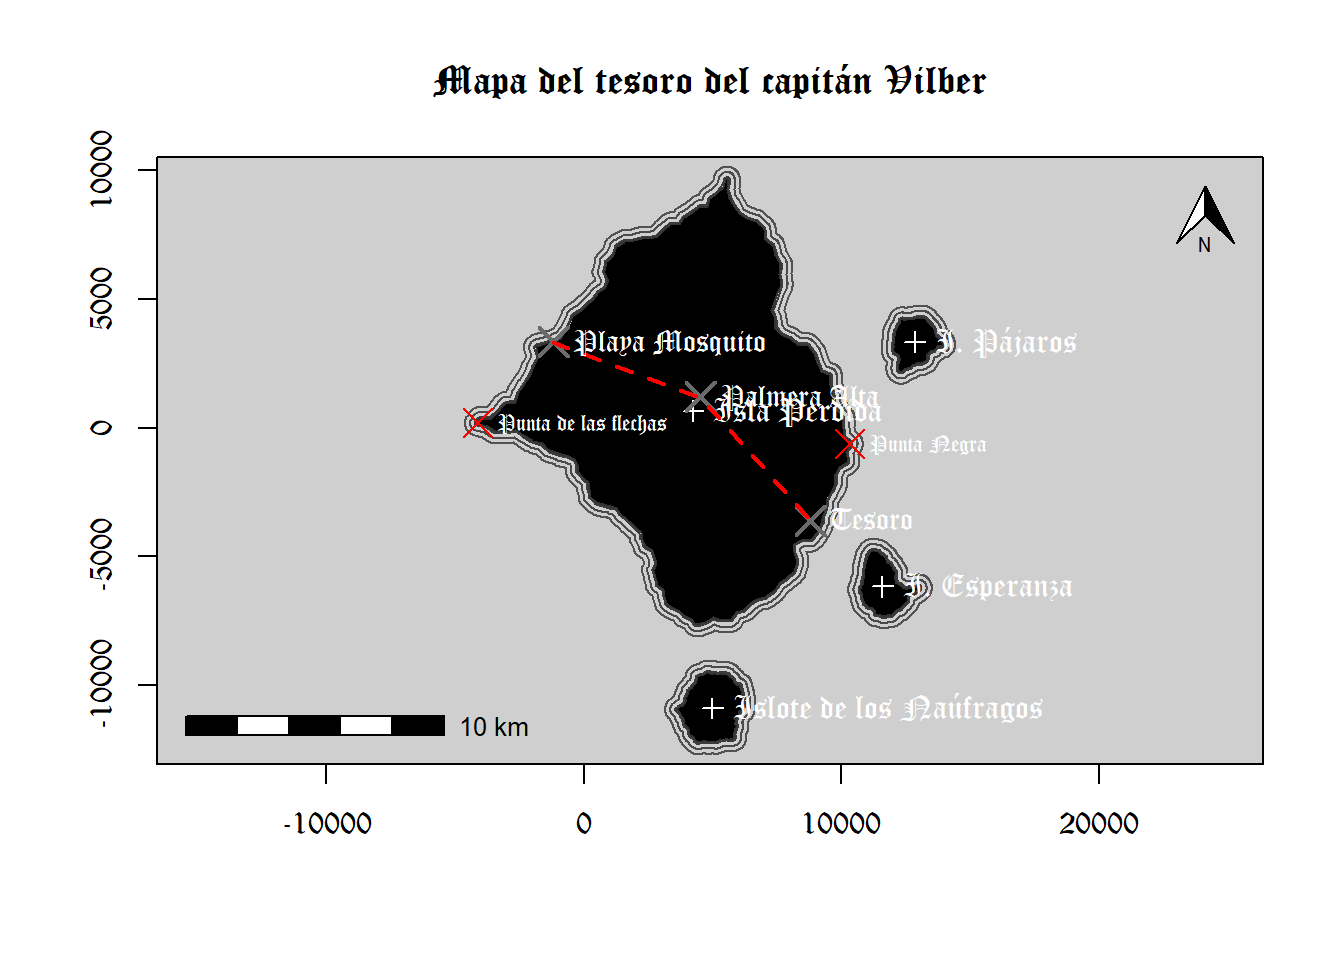 Mapa del tesoro del capitán Vilber
10000
5000
0
-5000
-10000
N
Playa Mosquito
I. Pájaros
Palmera Alta
Isla Perdida
Punta de las flechas
Punta Negra
Tesoro
I. Esperanza
Islote de los Naúfragos
10 km
-10000
0
10000
20000